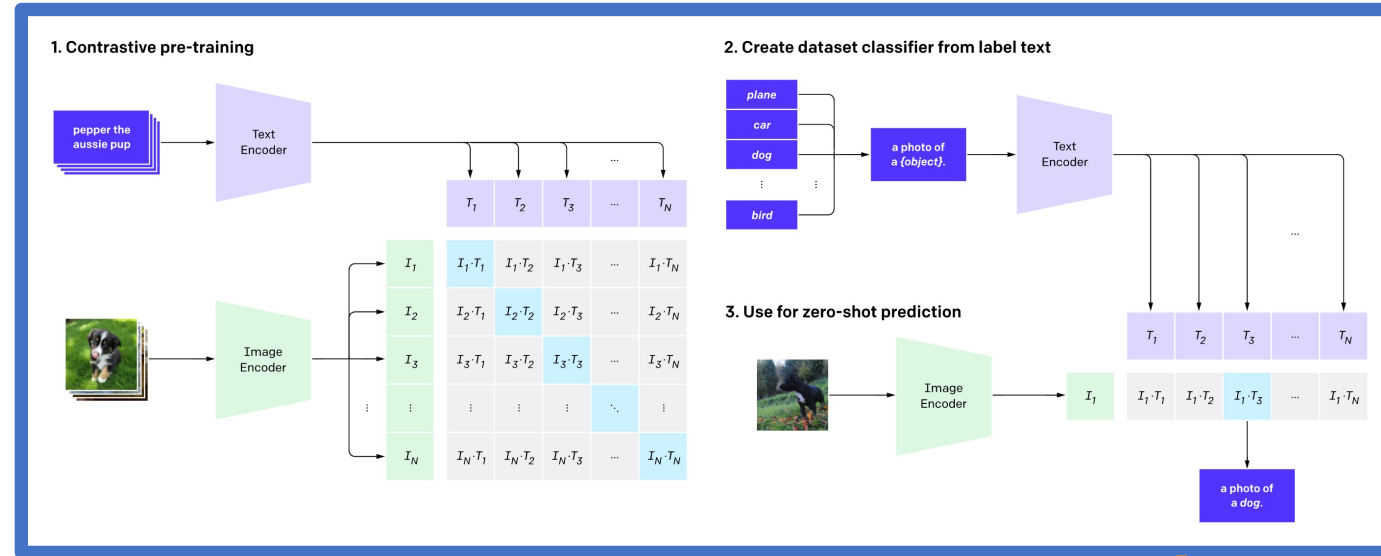 1. Contrastive pre-training
pepper the
aussie pup
Text
Encoder
...
T1 T2 T3 ... TN
I1 I1·T1 I1·T2 I1·T3 ... I1·TN
I2 I2·T1 I2·T2 I2·T3 ... I2·TN
Image
Encoder
I3 I3·T1 I3·T2 I3·T3 ... I3·TN
⋮ ⋮ ⋮ ⋮ ⋮ ⋱ ⋮
IN IN·T1 IN·T2 IN·T3 ... IN·TN
2. Create dataset classifier from label text
plane
car
dog
⋮ ⋮
bird
a photo of
a {object}.
Text
Encoder
...
3. Use for zero-shot prediction
T1 T2 T3 ... TN
Image
Encoder
I1 I1·T1 I1·T2 I1·T3 ... I1·TN
a photo of
a dog.